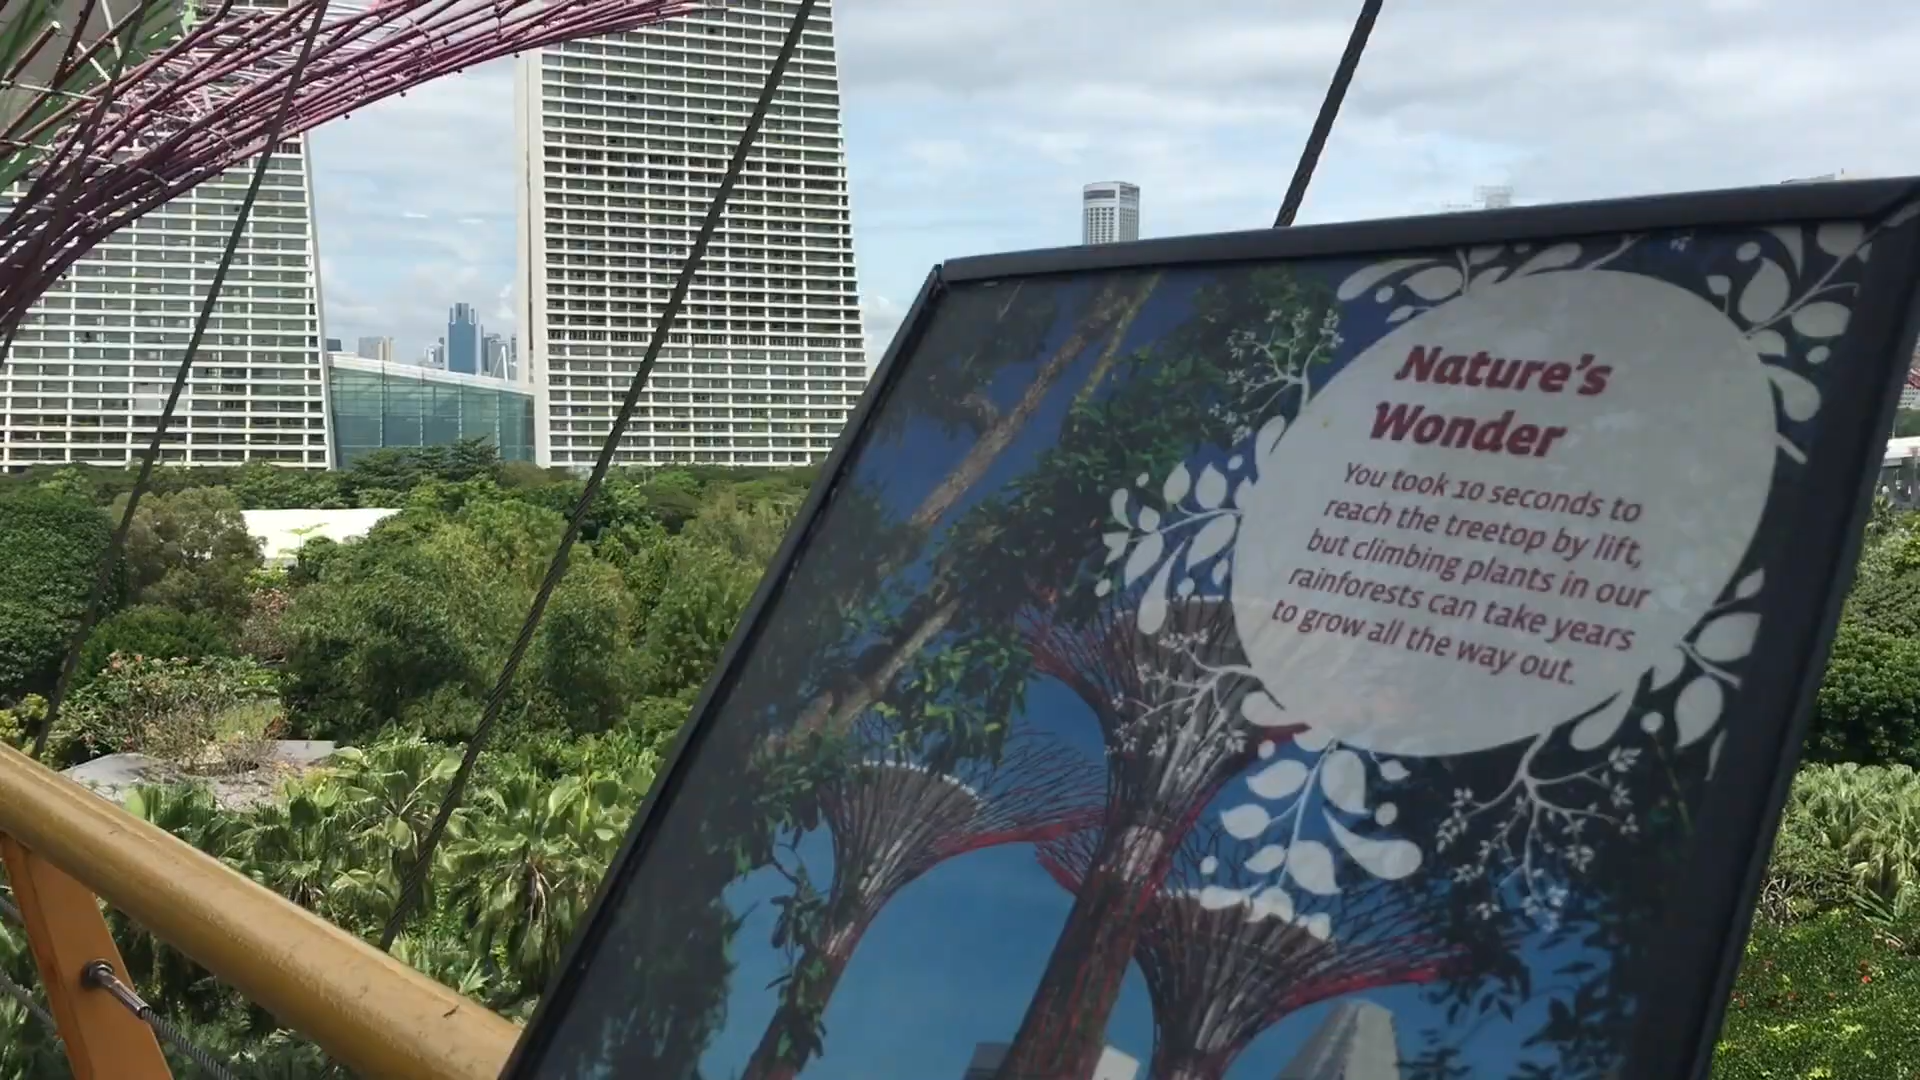 Nature's
Wonder
You took 10 seconds to
reach the treetop by lift,
but climbing plants in our
rainforests can take years
to grow all the way out.